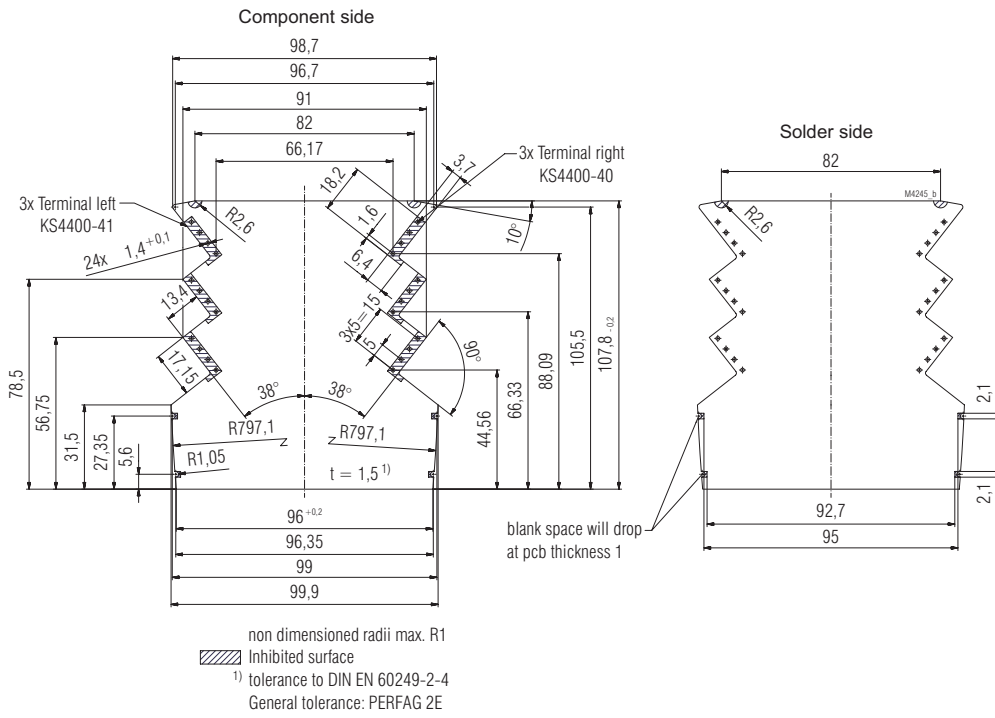 Component side
98,7
96,7
91
82
66,17
3x Terminal left
KS4400-41
3x Terminal right
KS4400-40
18,2
3,7
R2,6
1,6
10°
24x
1,4+0,1
6,4
13,4
3x5=15
5
90°
17,15
38°
38°
78,5
56,75
31,5
27,35
5,6
44,56
66,33
88,09
105,5
107,8 -0,2
R797,1
R797,1
R1,05
t = 1,5 1)
96 +0,2
96,35
99
99,9
Solder side
82
M4245_b
R2,6
2,1
2,1
blank space will drop
at pcb thickness 1
92,7
95
non dimensioned radii max. R1
Inhibited surface
1) tolerance to DIN EN 60249-2-4
General tolerance: PERFAG 2E